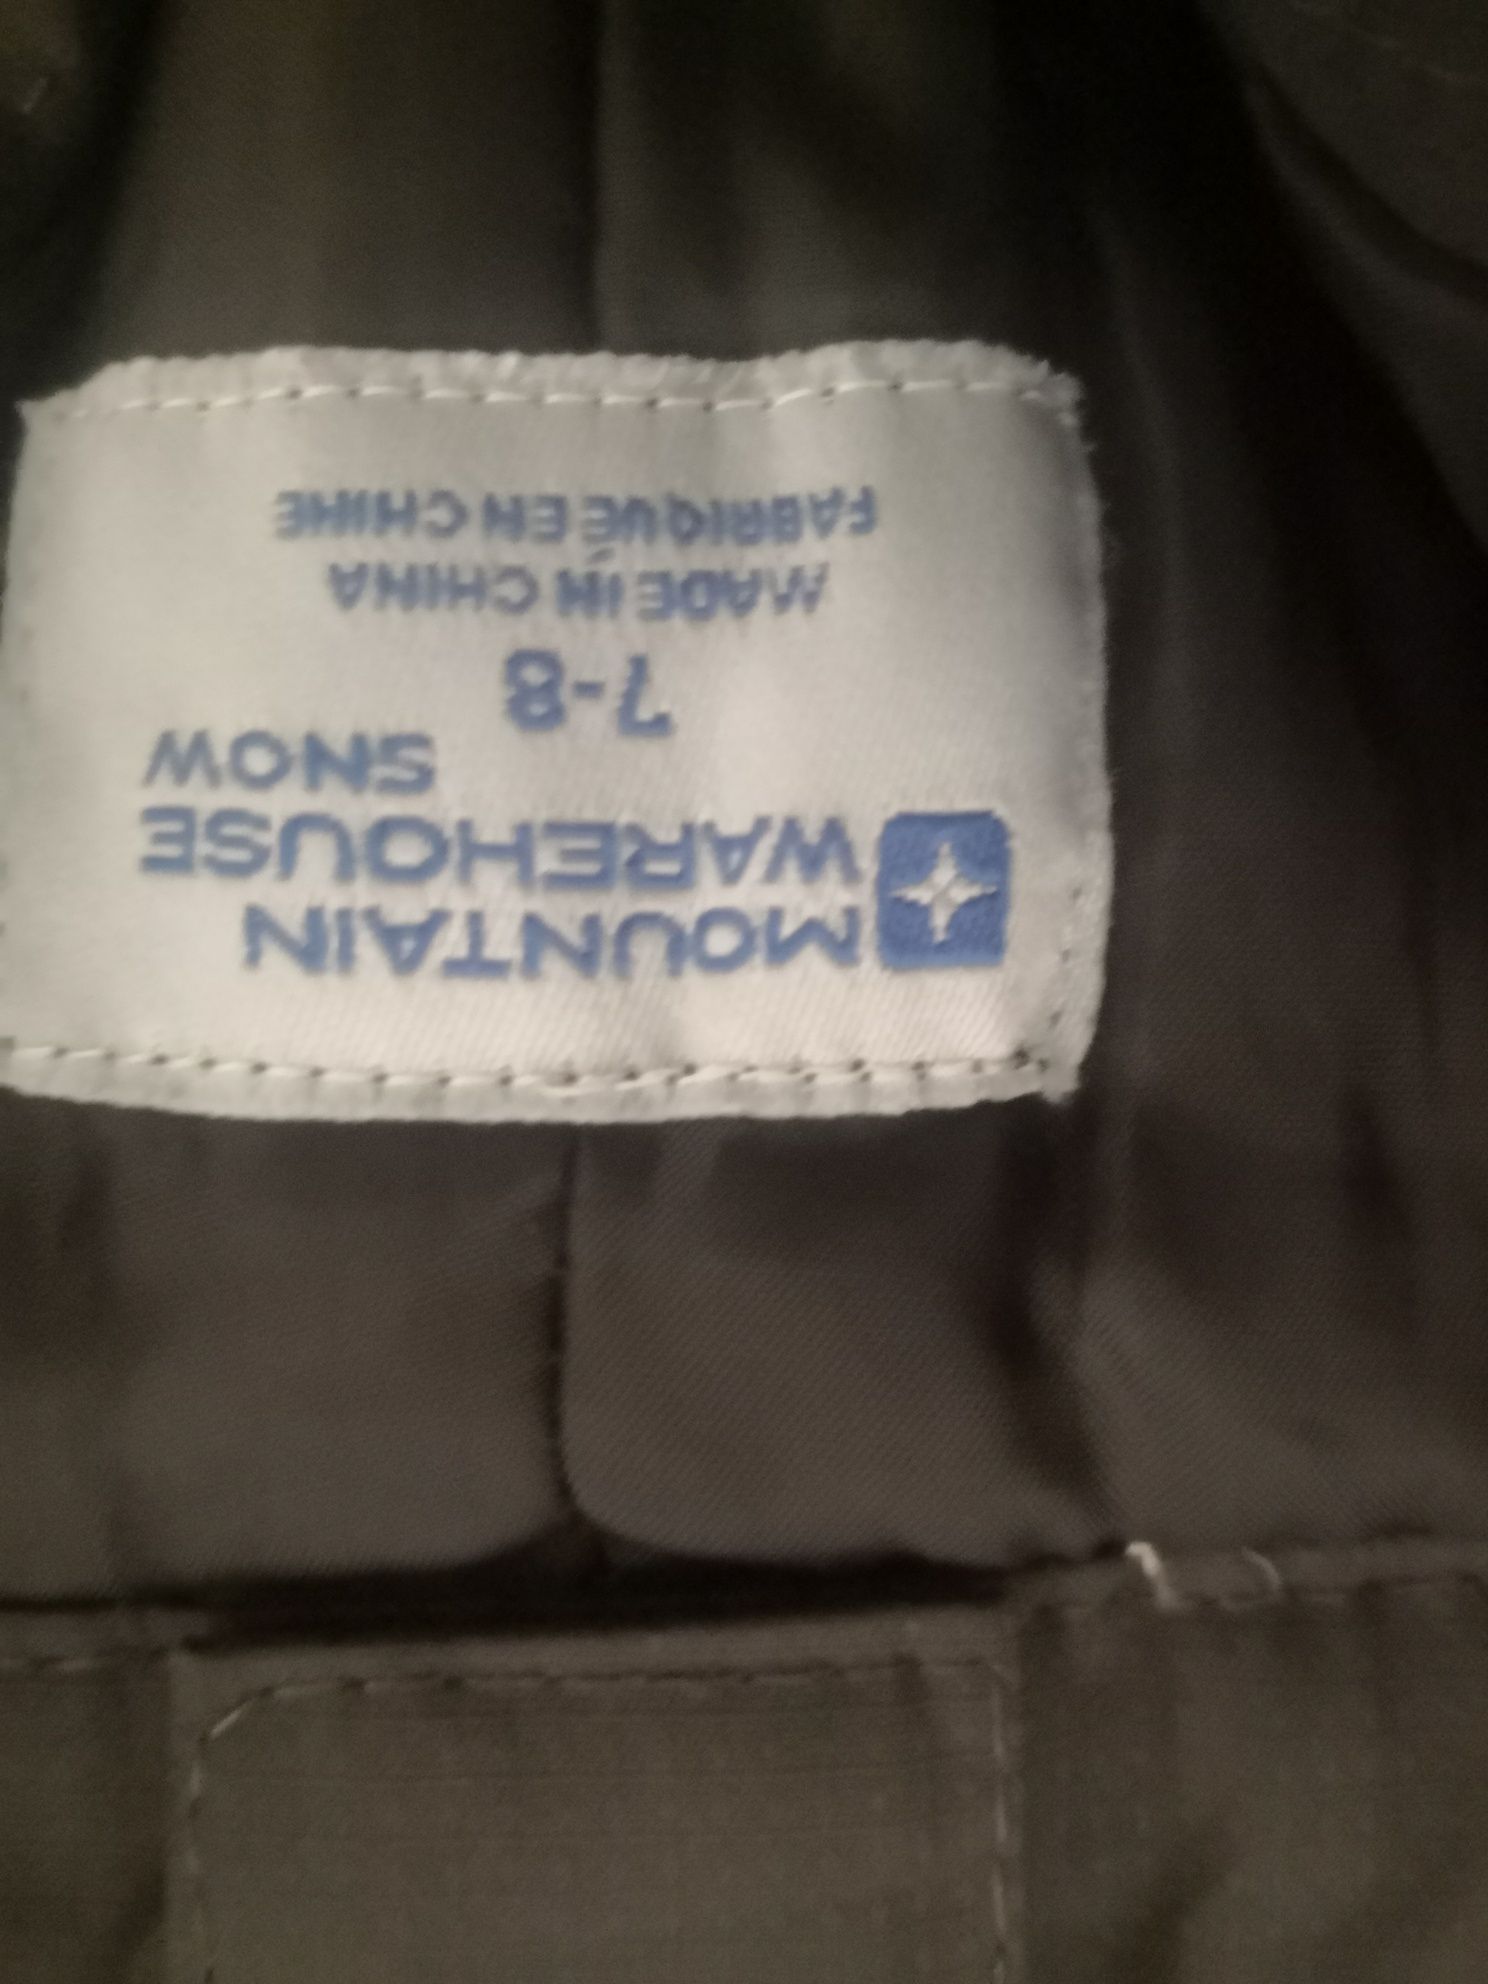 MOUNTAIN
WAREHOUSE
SNOW
7-8
MADE IN CHINA
FABRIQUÉ EN CHINE